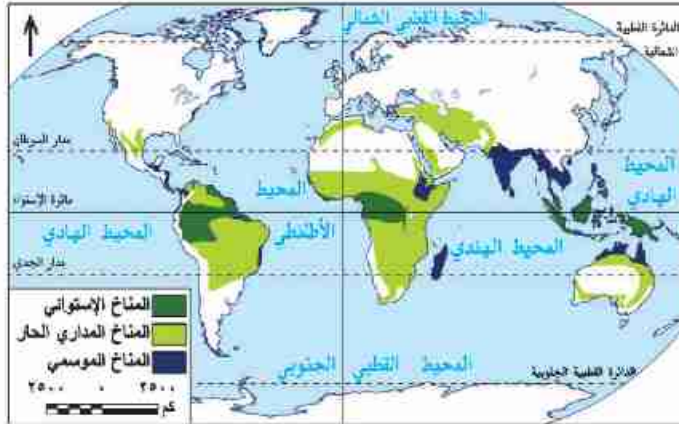 المحيط القطبي الشمالي
الدائرة القطبية
الشمالية
مدار السرطان
المحيط
الهادي
المحيط
الأطلنطي
دائرة الإستواء
المحيط الهادي
المحيط الهندي
مدار الجدي
المناخ الإستوائي
المناخ المداري الحار
المناخ الموسمي
٢٥٠٠ ٠ ٢٥٠٠
كم
المحيط القطبي الجنوبي
الدائرة القطبية الجنوبية